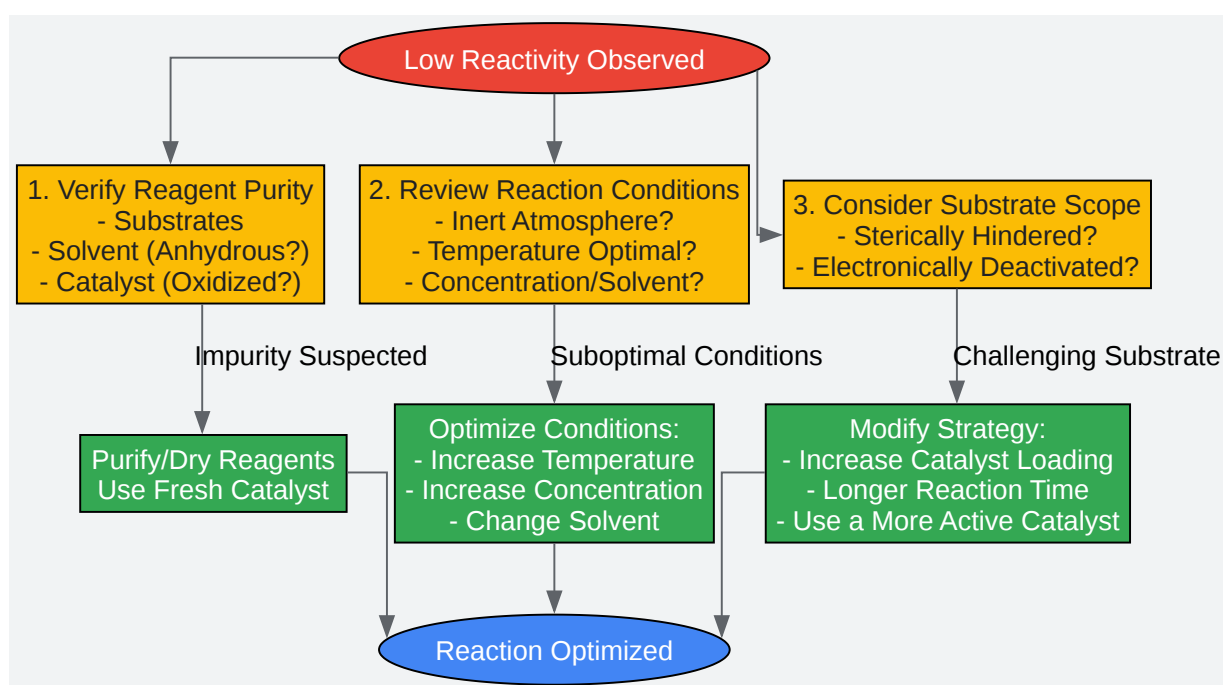 Low Reactivity Observed
1. Verify Reagent Purity
- Substrates
- Solvent (Anhydrous?)
- Catalyst (Oxidized?)
2. Review Reaction Conditions
- Inert Atmosphere?
- Temperature Optimal?
- Concentration/Solvent?
3. Consider Substrate Scope
- Sterically Hindered?
- Electronically Deactivated?
Impurity Suspected
Suboptimal Conditions
Challenging Substrate
Purify/Dry Reagents
Use Fresh Catalyst
Optimize Conditions:
- Increase Temperature
- Increase Concentration
- Change Solvent
Modify Strategy:
- Increase Catalyst Loading
- Longer Reaction Time
- Use a More Active Catalyst
Reaction Optimized